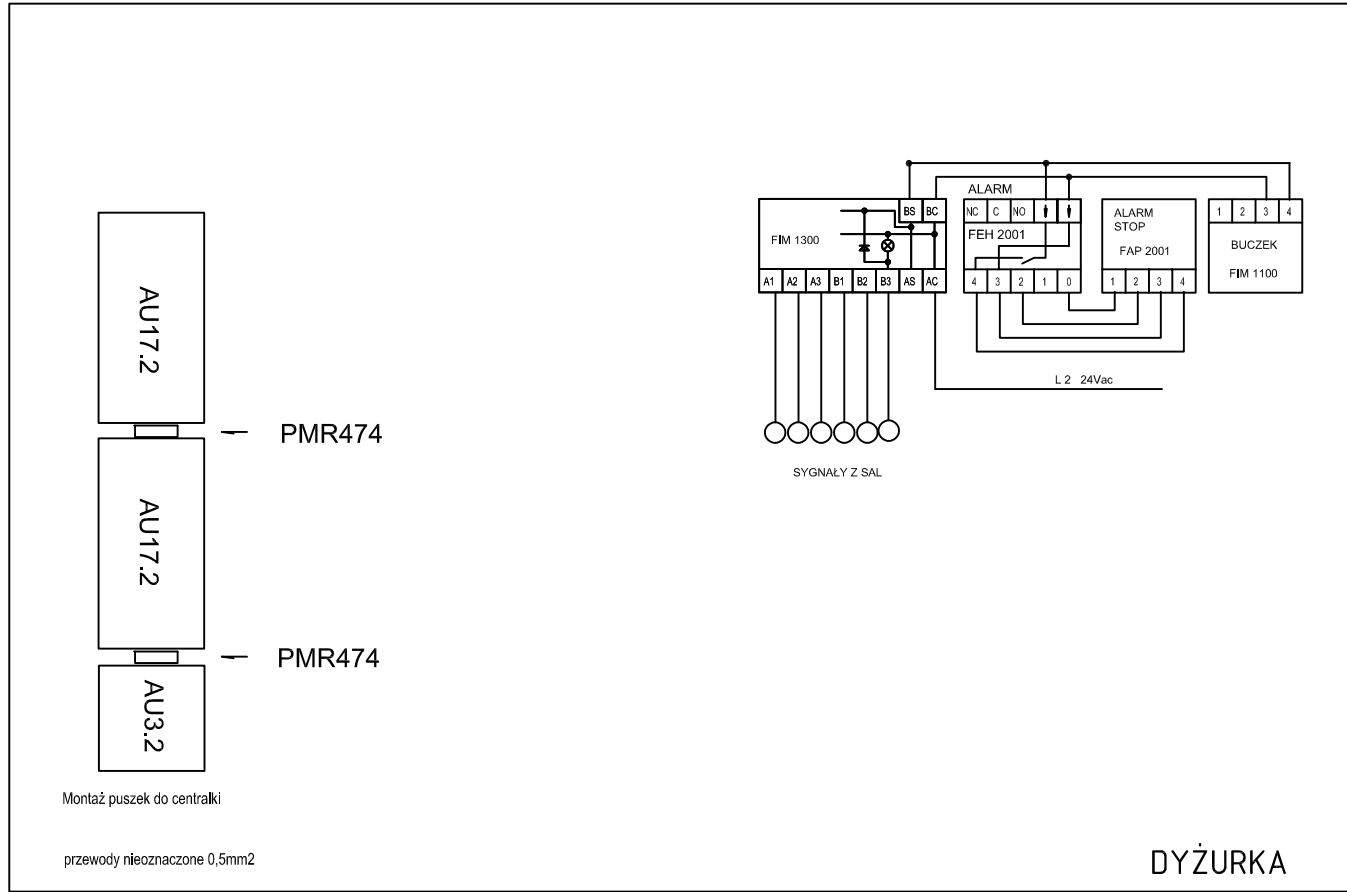 AU17.2
PMR474
AU17.2
PMR474
AU3.2
Montaż puszek do centralki
przewody nieoznaczone 0,5mm2
FIM 1300
BS BC
A1 A2 A3 B1 B2 B3 AS AC
SYGNAŁY Z SAL
ALARM
NC C NO
FEH 2001
4 3 2 1 0
ALARM
STOP
FAP 2001
1 2 3 4
1 2 3 4
BUCZEK
FIM 1100
L 2 24Vac
DYŻURKA